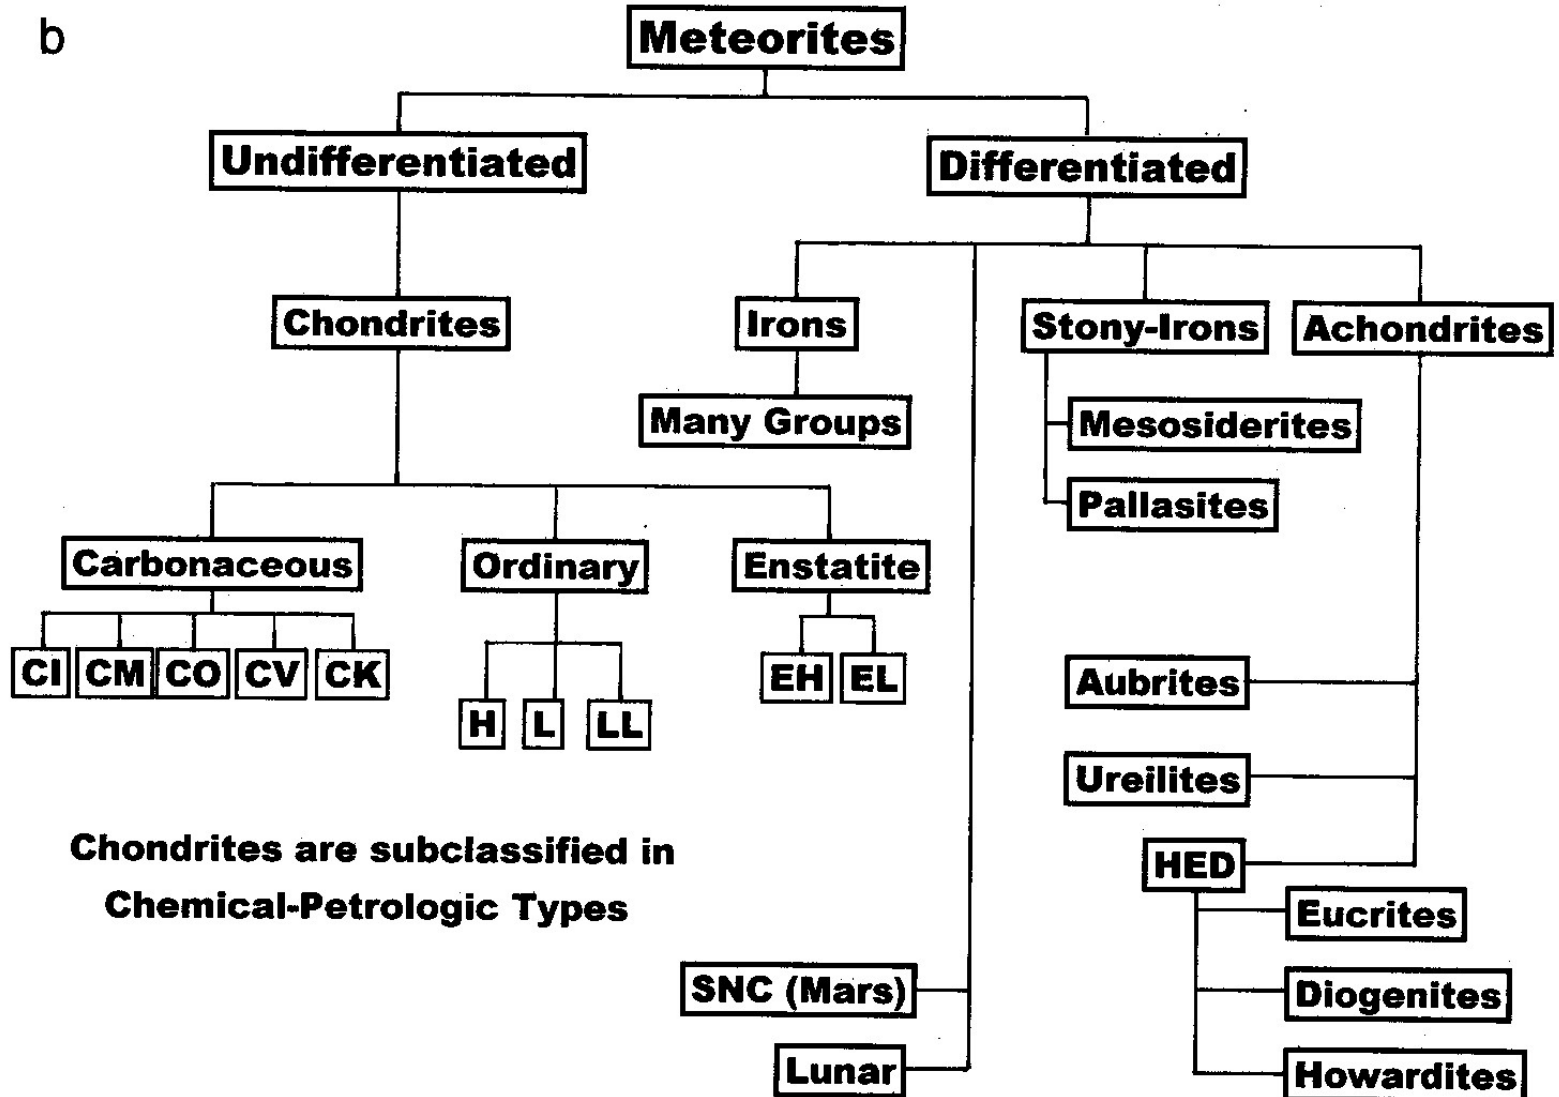 b
Meteorites
Undifferentiated
Differentiated
Chondrites
Irons
Stony-Irons
Achondrites
Many Groups
Mesosiderites
Pallasites
Carbonaceous
Ordinary
Enstatite
CI
CM
CO
CV
CK
EH
EL
H
L
LL
Aubrites
Ureilites
HED
Chondrites are subclassified in
Chemical-Petrologic Types
Eucrites
SNC (Mars)
Diogenites
Lunar
Howardites